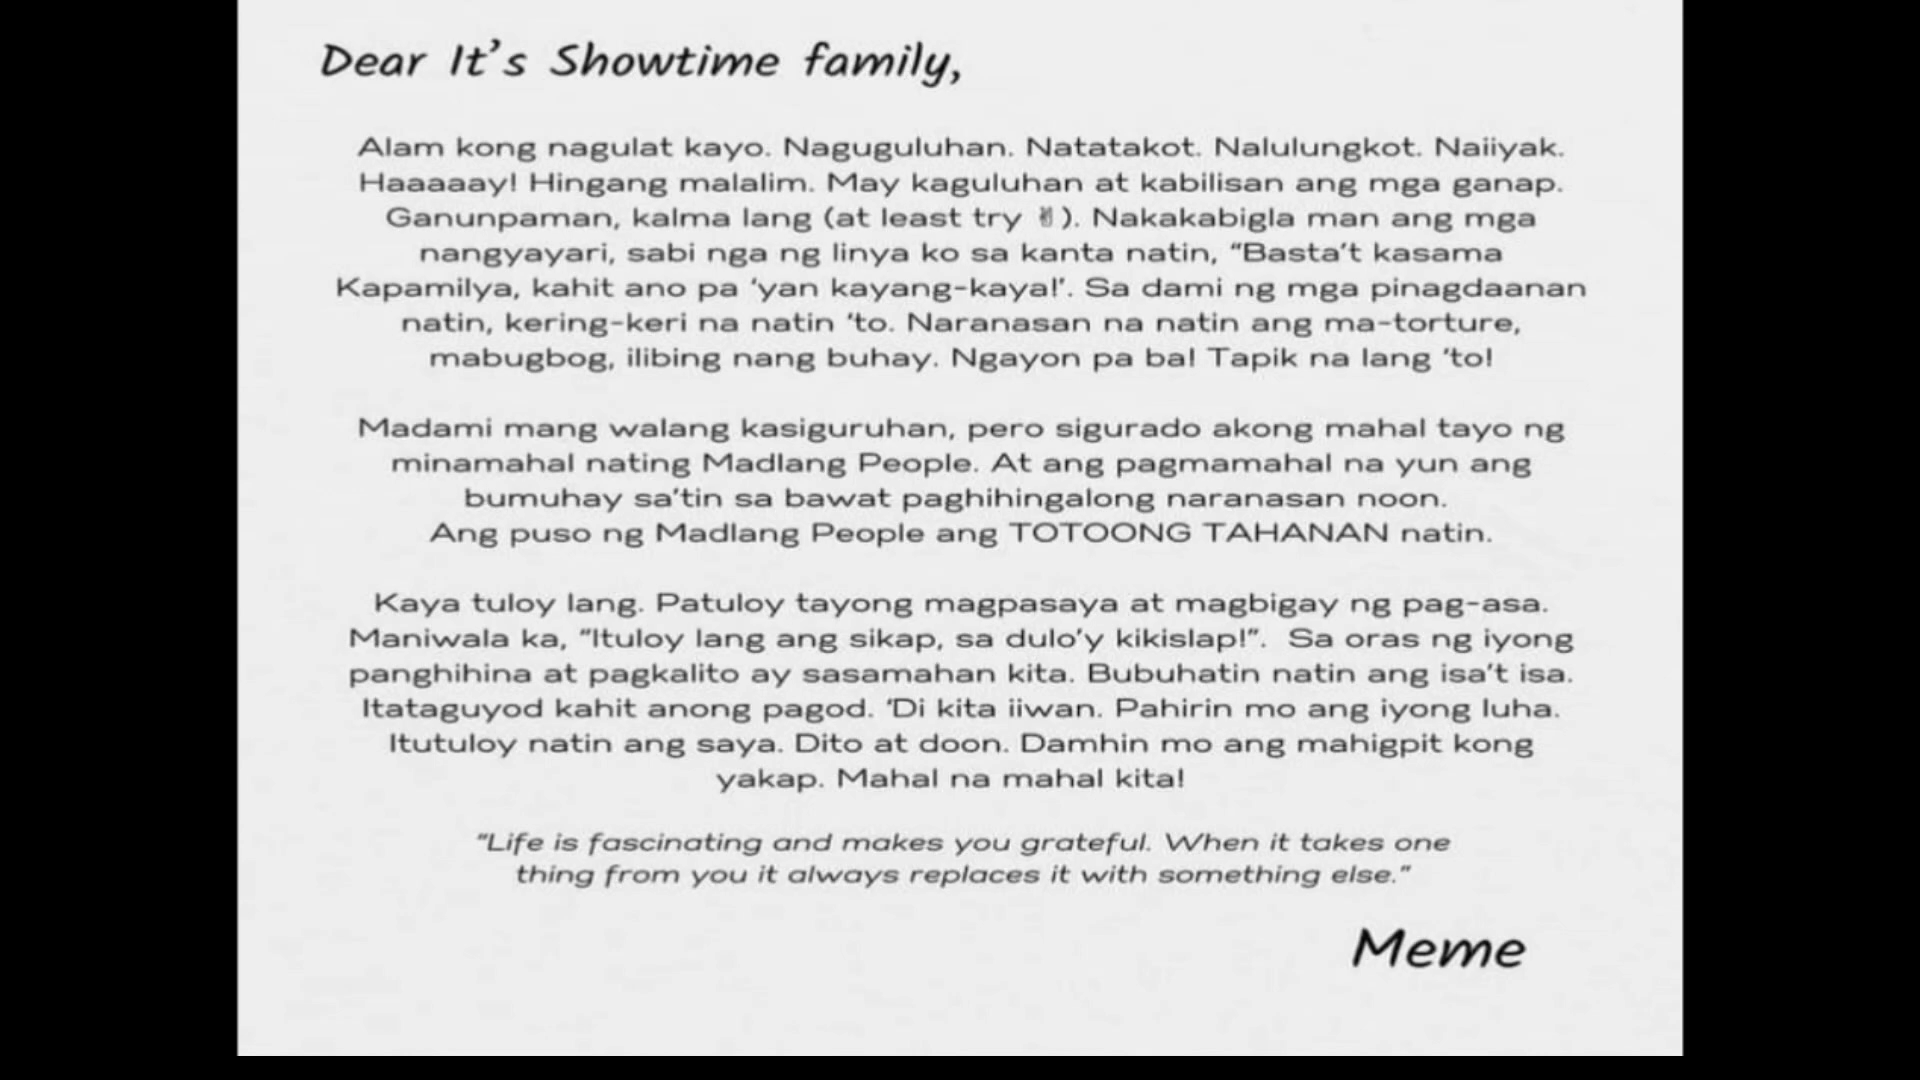 Dear It's Showtime family,
Alam kong nagulat kayo. Naguguluhan. Natatakot. Nalulungkot. Naiiyak.
Haaaaay! Hingang malalim. May kaguluhan at kabilisan ang mga ganap.
Ganunpaman, kalma lang (at least try ✌). Nakakabigla man ang mga
nangyayari, sabi nga ng linya ko sa kanta natin, “Basta’t kasama
Kapamilya, kahit ano pa ‘yan kayang-kaya!’. Sa dami ng mga pinagdaanan
natin, kering-keri na natin ‘to. Naranasan na natin ang ma-torture,
mabugbog, ilibing nang buhay. Ngayon pa ba! Tapik na lang ‘to!
Madami mang walang kasiguruhan, pero sigurado akong mahal tayo ng
minamahal nating Madlang People. At ang pagmamahal na yun ang
bumuhay sa’tin sa bawat paghihingalong naranasan noon.
Ang puso ng Madlang People ang TOTOONG TAHANAN natin.
Kaya tuloy lang. Patuloy tayong magpasaya at magbigay ng pag-asa.
Maniwala ka, “Ituloy lang ang sikap, sa dulo’y kikislap!”. Sa oras ng iyong
panghihina at pagkalito ay sasamahan kita. Bubuhatin natin ang isa’t isa.
Itataguyod kahit anong pagod. ‘Di kita iiwan. Pahirin mo ang iyong luha.
Itutuloy natin ang saya. Dito at doon. Damhin mo ang mahigpit kong
yakap. Mahal na mahal kita!
“Life is fascinating and makes you grateful. When it takes one
thing from you it always replaces it with something else.”
Meme